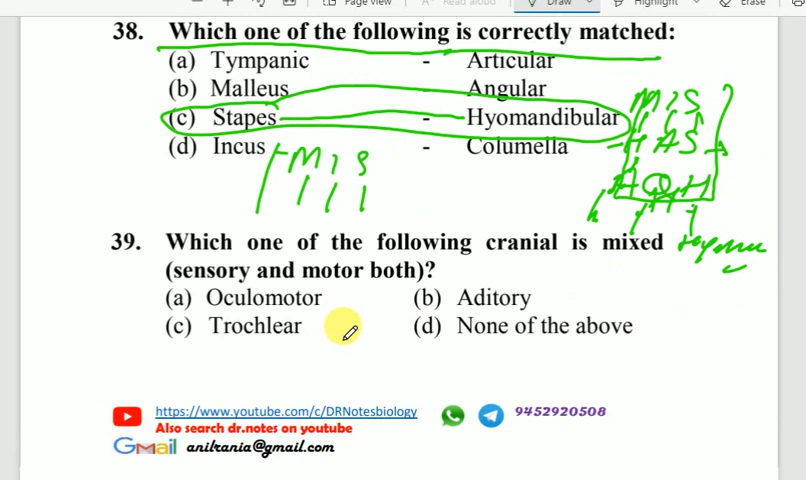 Page view
Read aloud
Draw
Highlight
Erase
38. Which one of the following is correctly matched:
(a) Tympanic - Articular
(b) Malleus - Angular
(c) Stapes - Hyomandibular
(d) Incus - Columella
M I S
M I S
H A S
A Q H
39. Which one of the following cranial is mixed
(sensory and motor both)?
(a) Oculomotor (b) Aditory
(c) Trochlear (d) None of the above
https://www.youtube.com/c/DRNotesbiology 9452920508
Also search dr.notes on youtube
Gmail anilrania@gmail.com